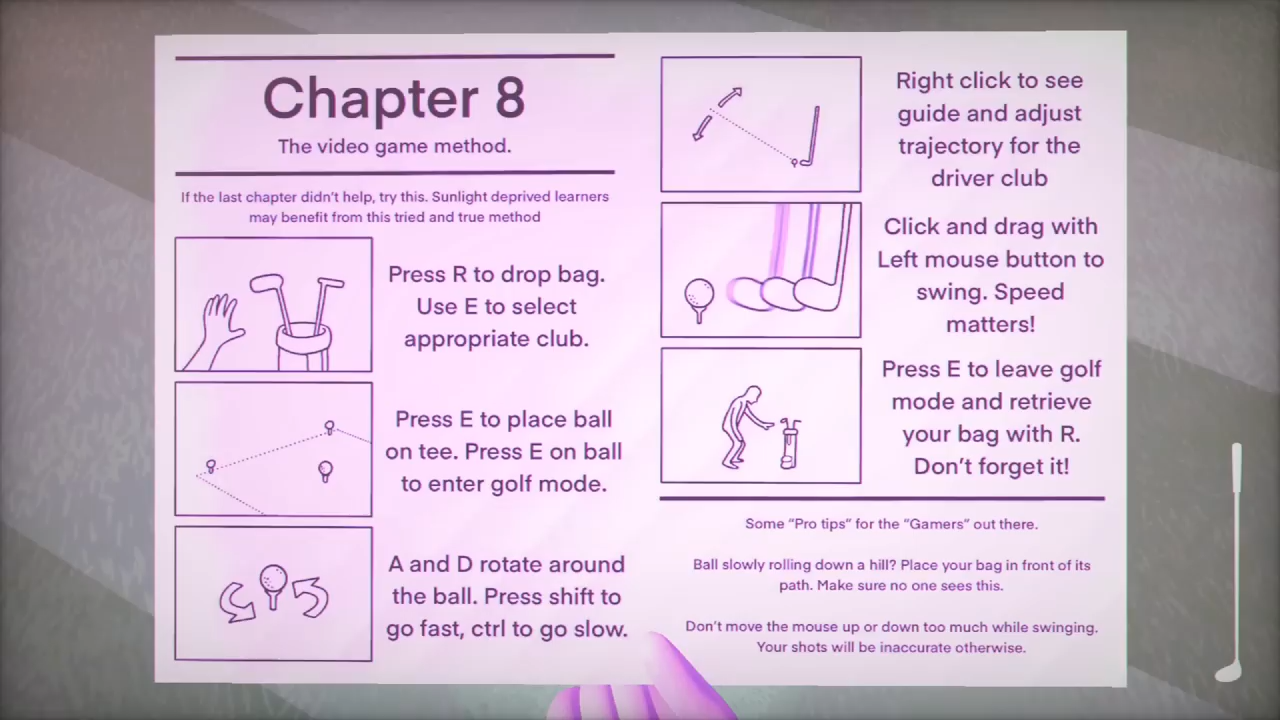 Chapter 8
The video game method.
If the last chapter didn't help, try this. Sunlight deprived learners
may benefit from this tried and true method
Press R to drop bag.
Use E to select
appropriate club.
Press E to place ball
on tee. Press E on ball
to enter golf mode.
A and D rotate around
the ball. Press shift to
go fast, ctrl to go slow.
Right click to see
guide and adjust
trajectory for the
driver club
Click and drag with
Left mouse button to
swing. Speed
matters!
Press E to leave golf
mode and retrieve
your bag with R.
Don't forget it!
Some “Pro tips” for the “Gamers” out there.
Ball slowly rolling down a hill? Place your bag in front of its
path. Make sure no one sees this.
Don't move the mouse up or down too much while swinging.
Your shots will be inaccurate otherwise.